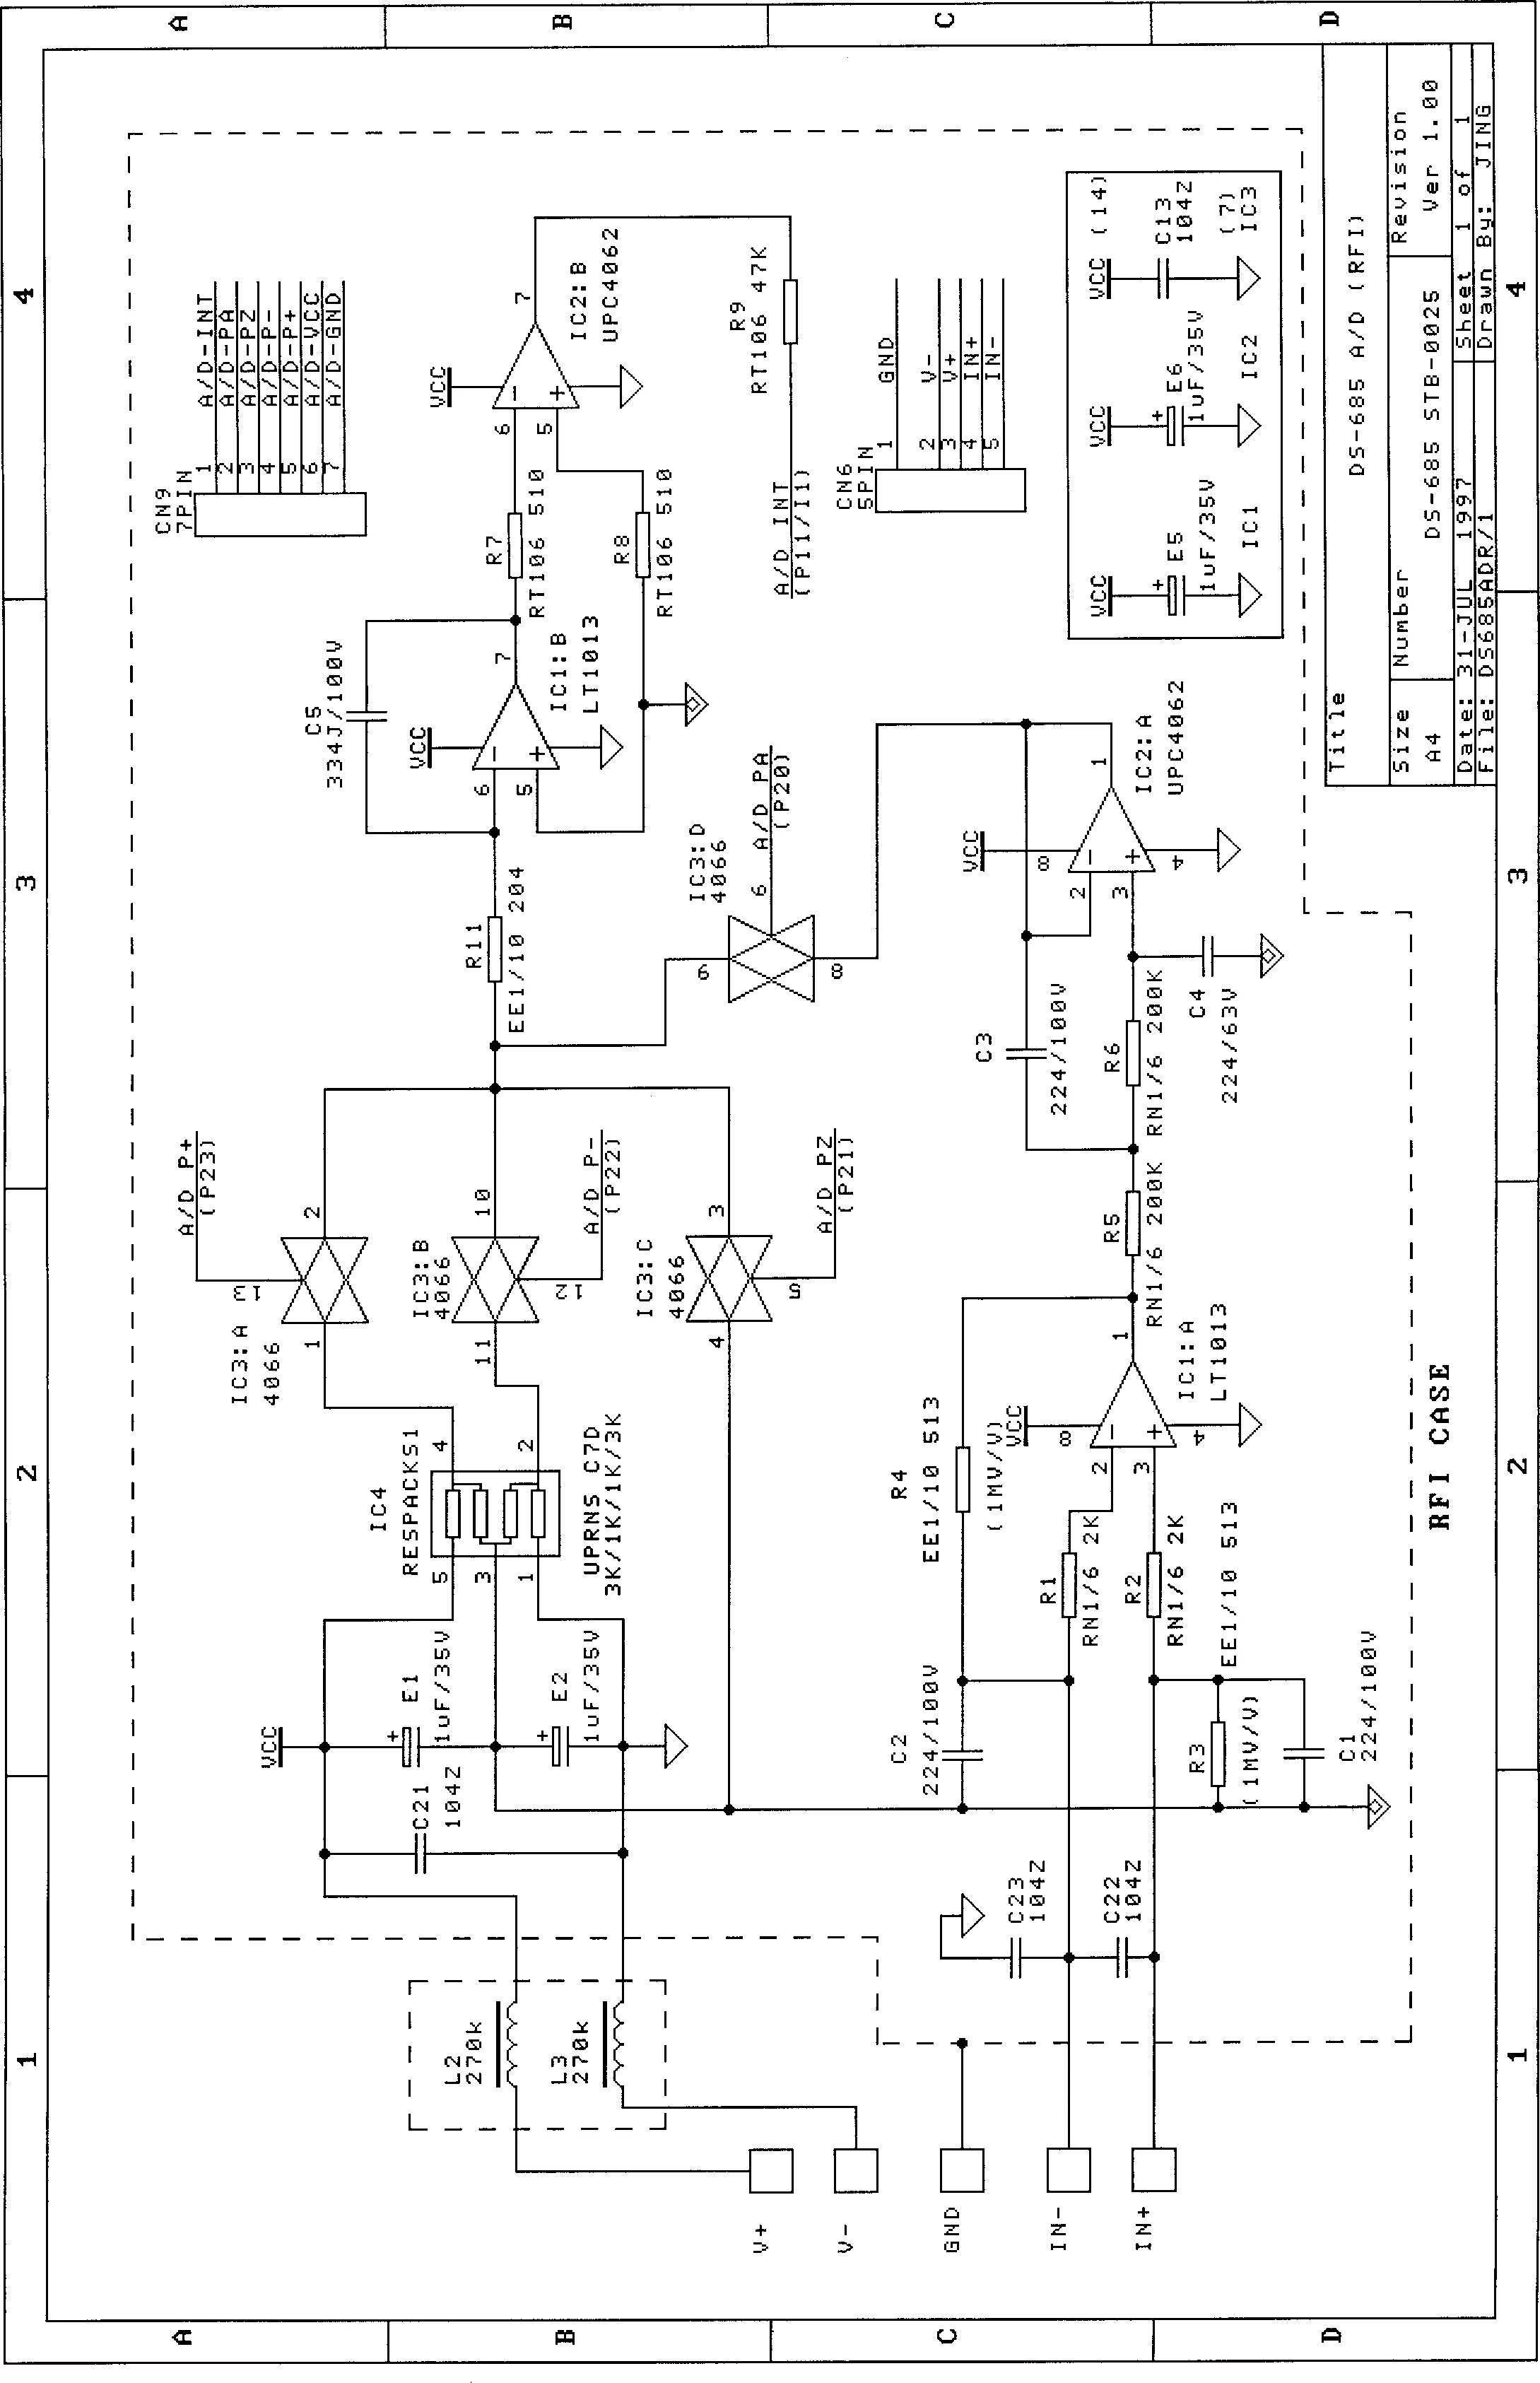 A
B
C
D
1
2
3
4
CN9
7PIN
1 A/D-INT
2 A/D-PA
3 A/D-PZ
4 A/D-P-
5 A/D-P+
6 A/D-VCC
7 A/D-GND
A/D P+
(P23)
13
IC3:A
4066
1
2
IC4
RESPACKS1
5
4
3
1
2
UPRNS C7D
3K/1K/1K/3K
IC3:B
4066
11
10
12
A/D P-
(P22)
IC3:C
4066
4
3
5
A/D PZ
(P21)
VCC
E1
+
1uF/35V
E2
+
1uF/35V
C21
104Z
L2
270k
L3
270k
V+
V-
GND
IN-
IN+
R11
EE1/10 204
C5
334J/100V
VCC
6
5
7
IC1:B
LT1013
R7
RT106 510
R8
RT106 510
VCC
6
5
7
IC2:B
UPC4062
R9
RT106 47K
A/D INT
(P11/I1)
IC3:D
4066
6
A/D PA
(P20)
9
8
CN6
5PIN
1 GND
2 V-
3 V+
4 IN+
5 IN-
C23
104Z
C22
104Z
C2
224/100V
R4
EE1/10 513
(1MV/V)
R1
RN1/6 2K
R2
RN1/6 2K
EE1/10 513
R3
(1MV/V)
C1
224/100V
VCC
8
2
3
4
1
IC1:A
LT1013
R5
RN1/6 200K
R6
RN1/6 200K
C3
224/100V
C4
224/63V
VCC
8
2
3
4
1
IC2:A
UPC4062
VCC
+
E5
1uF/35V
IC1
VCC
+
E6
1uF/35V
IC2
VCC
(14)
C13
104Z
(7)
IC3
RFI CASE
Title
DS-685 A/D (RFI)
Size
A4
Number
DS-685 STB-0025
Revision
Ver 1.00
Date: 31-JUL 1997
Sheet 1 of 1
File: DS685ADR/1
Drawn By: JING
1
2
3
4
A
B
C
D